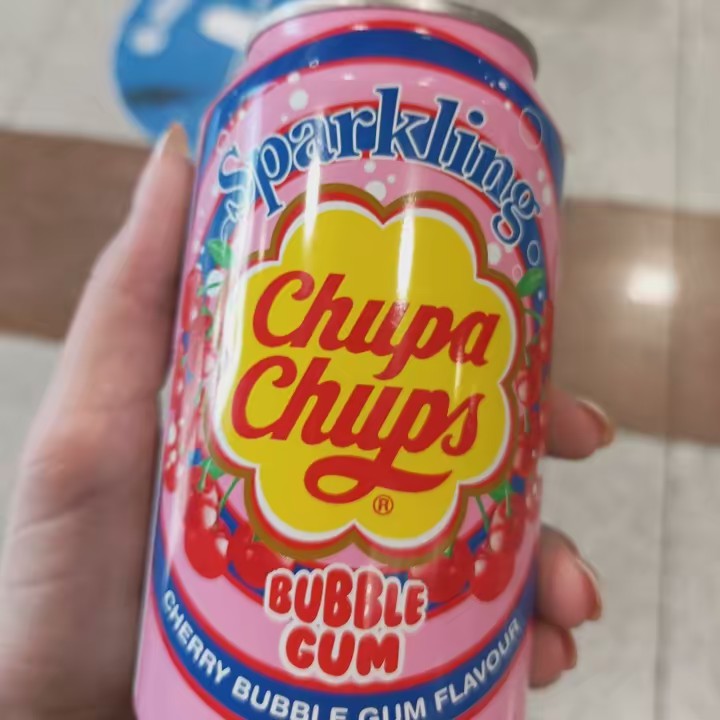 Sparkling
Chupa
Chups
®
BUBBLE
GUM
CHERRY BUBBLE GUM FLAVOUR